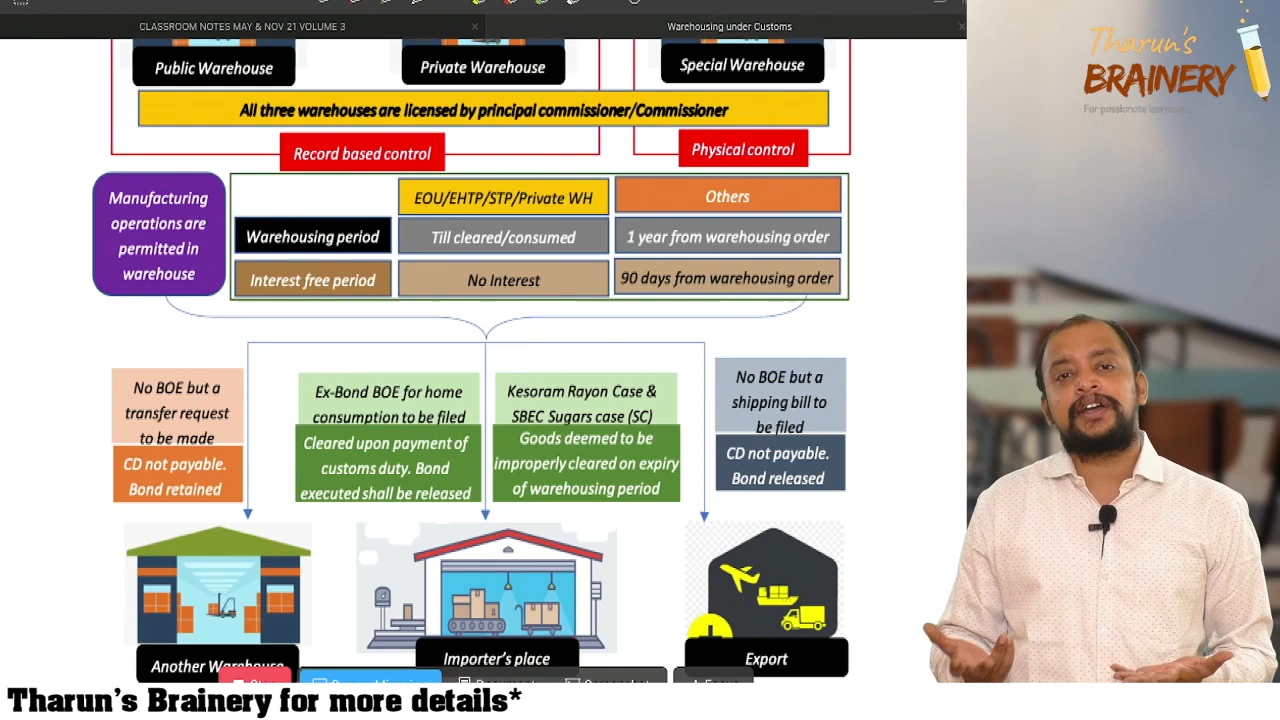 CLASSROOM NOTES MAY & NOV 21 VOLUME 3
Warehousing under Customs
Tharun's
BRAINERY
Public Warehouse
Private Warehouse
Special Warehouse
All three warehouses are licensed by principal commissioner/Commissioner
Record based control
Physical control
Manufacturing
operations are
permitted in
warehouse
EOU/EHTP/STP/Private WH
Others
Warehousing period
Till cleared/consumed
1 year from warehousing order
Interest free period
No Interest
90 days from warehousing order
No BOE but a
transfer request
to be made
CD not payable.
Bond retained
Ex-Bond BOE for home
consumption to be filed
Cleared upon payment of
customs duty. Bond
executed shall be released
Kesoram Rayon Case &
SBEC Sugars case (SC)
Goods deemed to be
improperly cleared on expiry
of warehousing period
No BOE but a
shipping bill to
be filed
CD not payable.
Bond released
Another Warehouse
Importer's place
Export
Tharun's Brainery for more details*